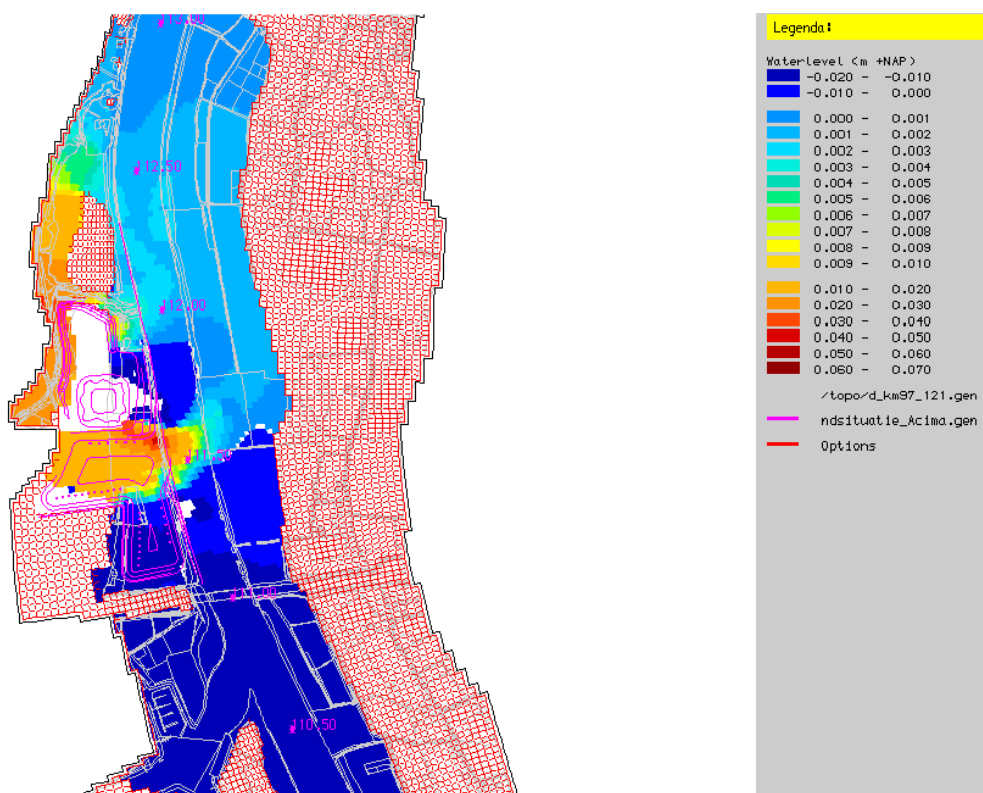 Legenda:
Waterlevel (m +NAP)
-0.020 - -0.010
-0.010 - 0.000
0.000 - 0.001
0.001 - 0.002
0.002 - 0.003
0.003 - 0.004
0.004 - 0.005
0.005 - 0.006
0.006 - 0.007
0.007 - 0.008
0.008 - 0.009
0.009 - 0.010
0.010 - 0.020
0.020 - 0.030
0.030 - 0.040
0.040 - 0.050
0.050 - 0.060
0.060 - 0.070
/topo/d_km97_121.gen
ndsituatie_Acima.gen
Options
112.50
112.00
110.50